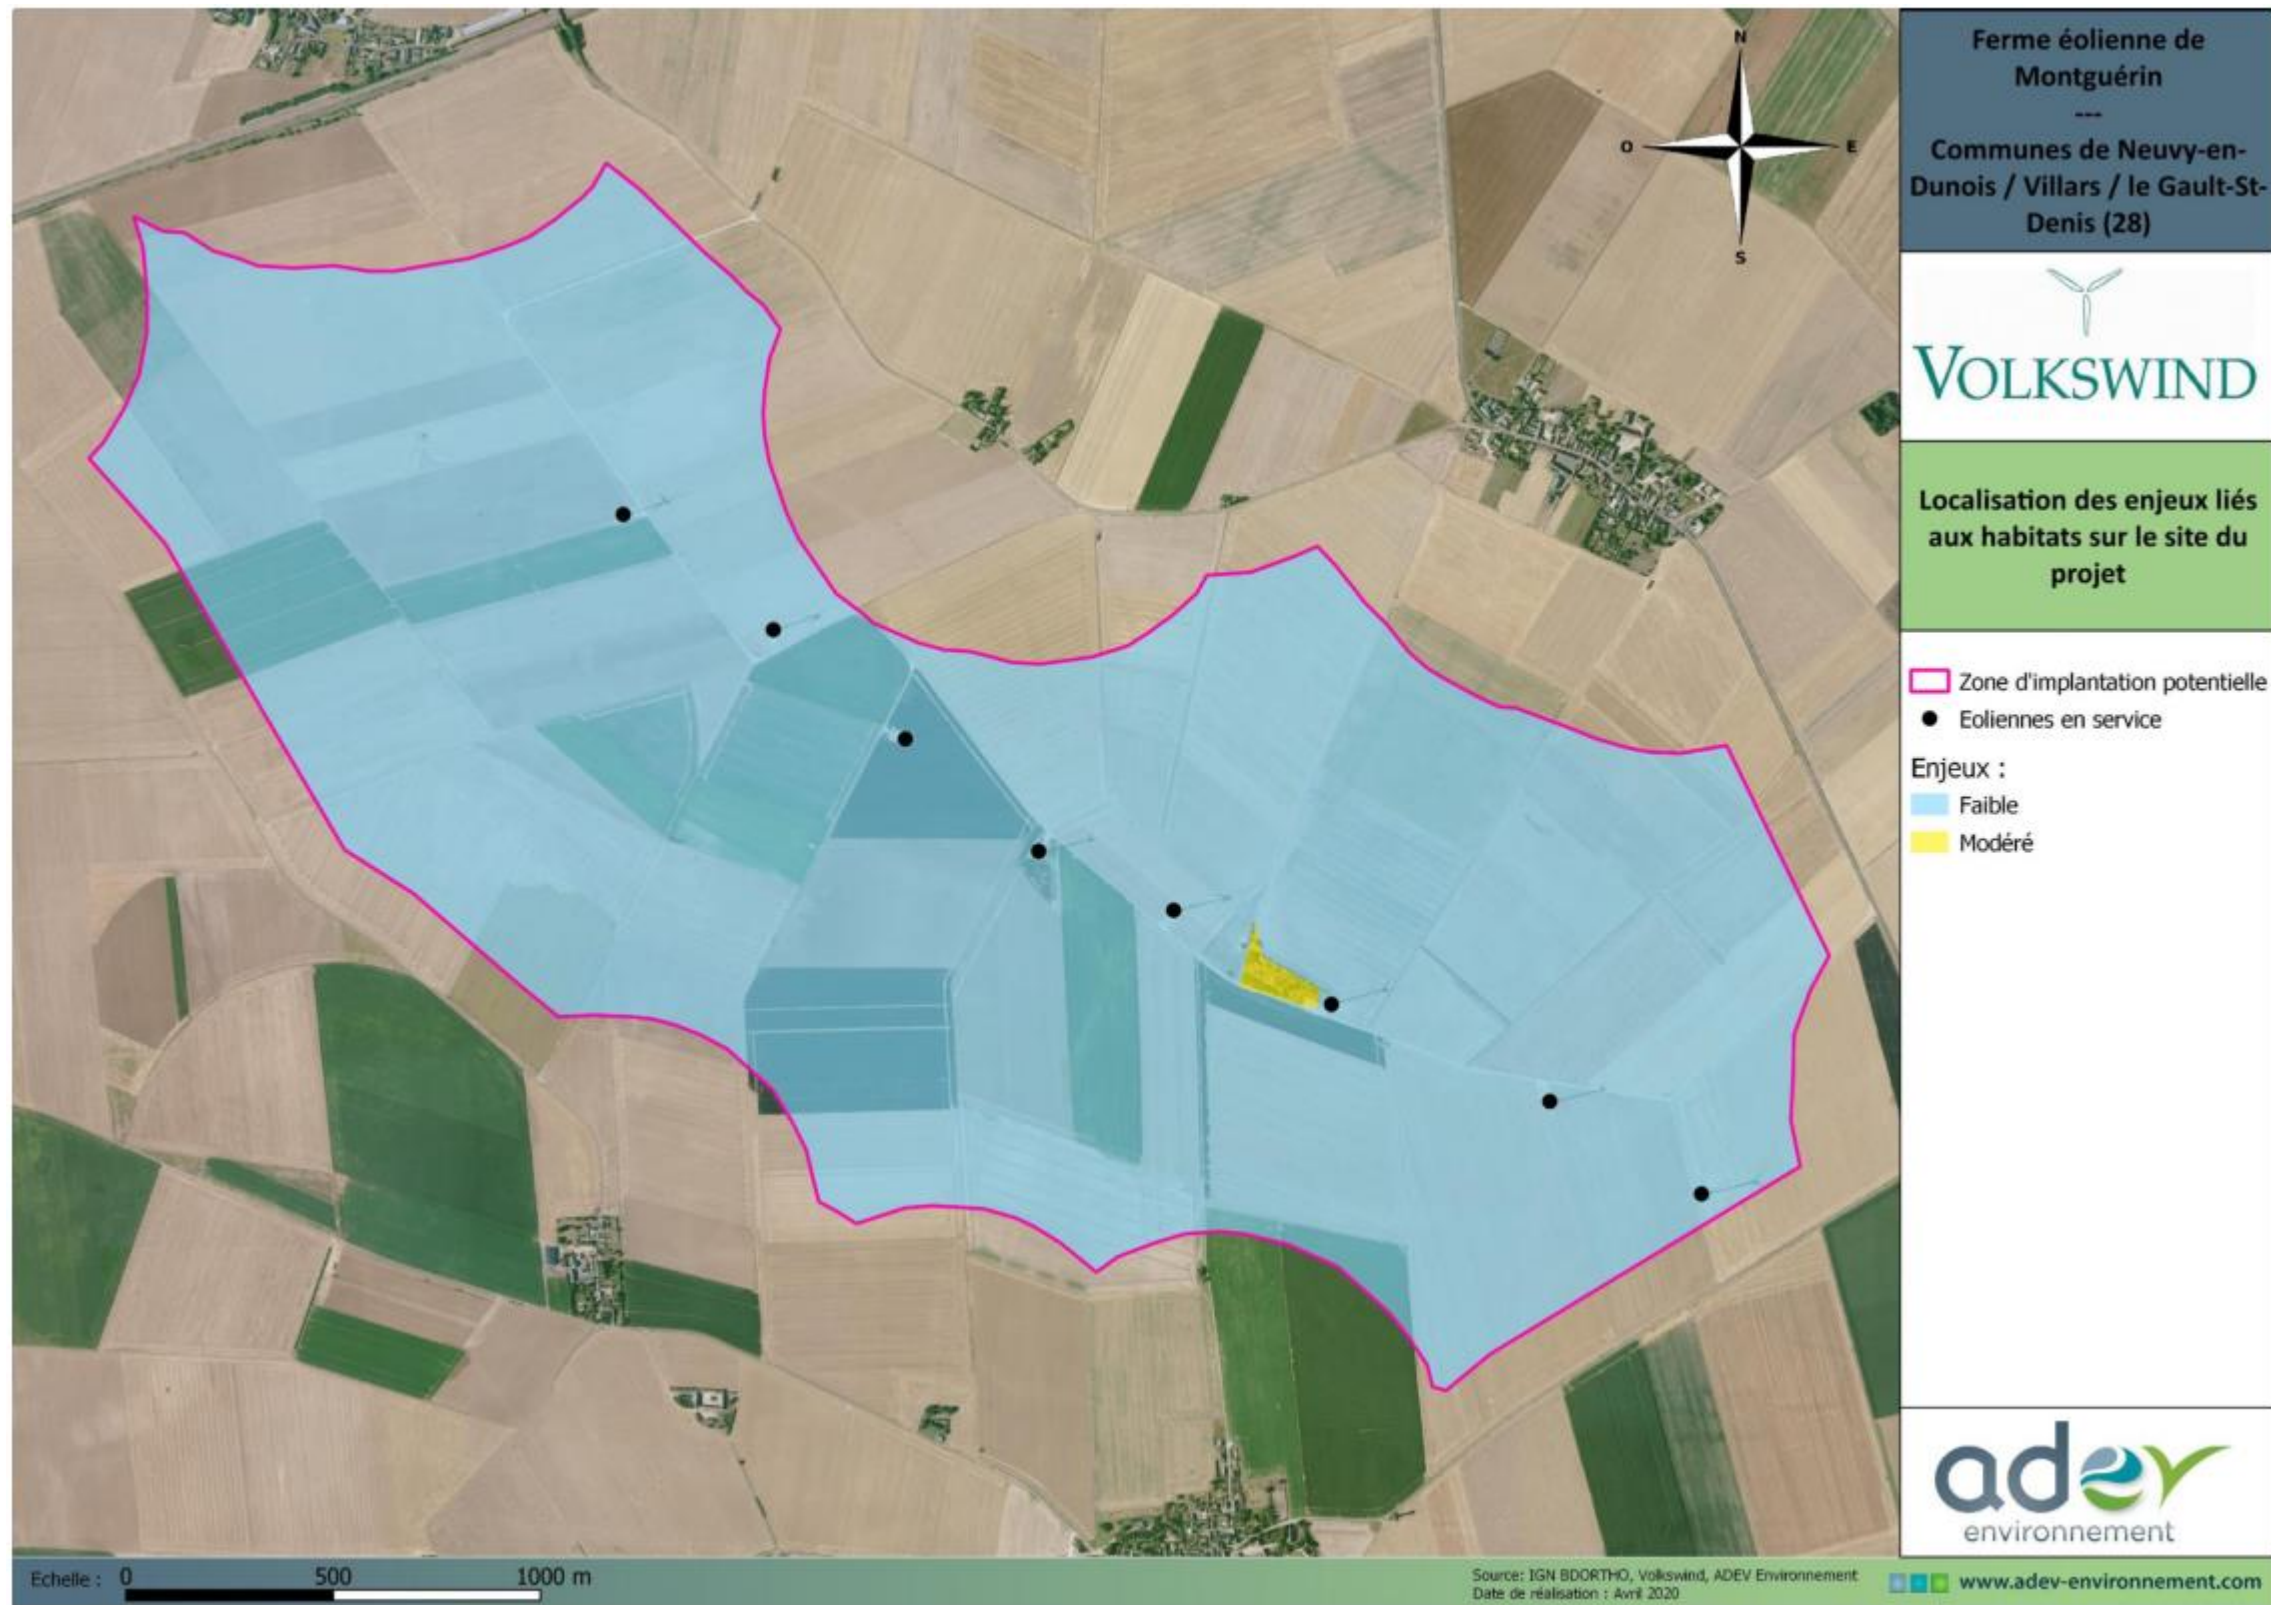 Ferme éolienne de
Montguérin
---
Communes de Neuvy-en-
Dunois / Villars / le Gault-St-
Denis (28)
N
O
E
S
VOLKSWIND
Localisation des enjeux liés
aux habitats sur le site du
projet
Zone d'implantation potentielle
Eoliennes en service
Enjeux :
Faible
Modéré
adev
environnement
Echelle : 0 500 1000 m
Source: IGN BDORTHO, Volkswind, ADEV Environnement
Date de réalisation : Avril 2020
www.adev-environnement.com